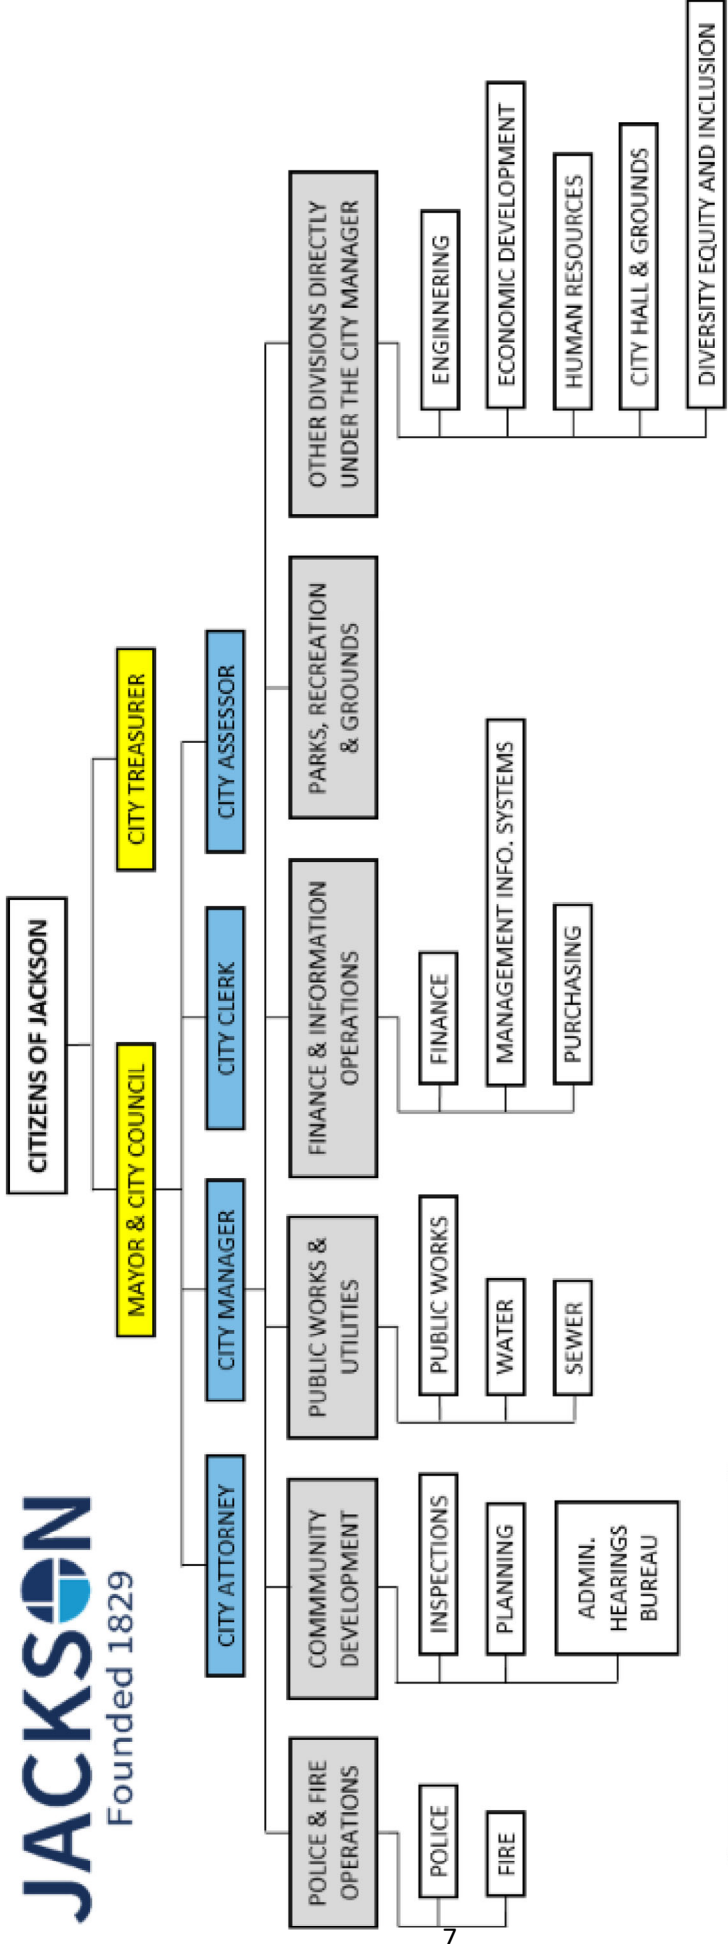 JACKSON
Founded 1829
CITIZENS OF JACKSON
MAYOR & CITY COUNCIL
CITY TREASURER
CITY ATTORNEY
CITY MANAGER
CITY CLERK
CITY ASSESSOR
POLICE & FIRE
OPERATIONS
POLICE
FIRE
COMMMUNITY
DEVELOPMENT
INSPECTIONS
PLANNING
ADMIN.
HEARINGS
BUREAU
PUBLIC WORKS &
UTILITIES
PUBLIC WORKS
WATER
SEWER
FINANCE & INFORMATION
OPERATIONS
FINANCE
MANAGEMENT INFO. SYSTEMS
PURCHASING
PARKS, RECREATION
& GROUNDS
OTHER DIVISIONS DIRECTLY
UNDER THE CITY MANAGER
ENGINNERING
ECONOMIC DEVELOPMENT
HUMAN RESOURCES
CITY HALL & GROUNDS
DIVERSITY EQUITY AND INCLUSION
7